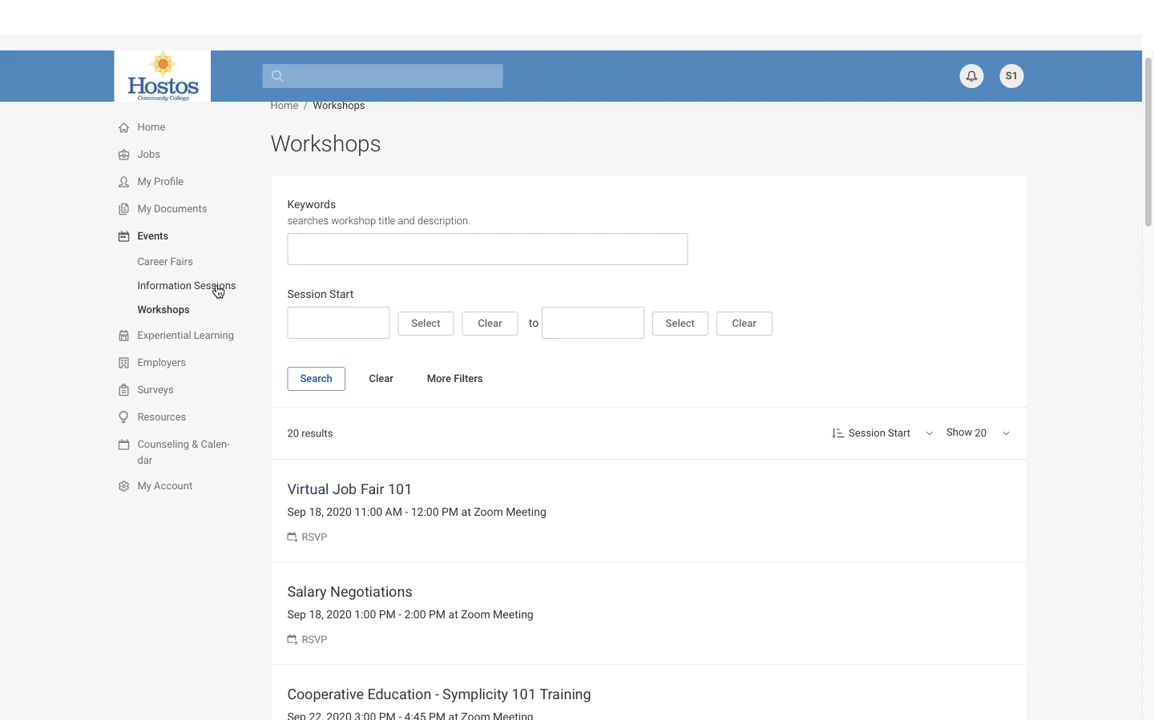 Hostos
Community College
S1
Home / Workshops
Home
Jobs
My Profile
My Documents
Events
Career Fairs
Information Sessions
Workshops
Experiential Learning
Employers
Surveys
Resources
Counseling & Calen-
dar
My Account
Workshops
Keywords
searches workshop title and description.
Session Start
Select Clear to Select Clear
Search Clear More Filters
20 results Session Start Show 20
Virtual Job Fair 101
Sep 18, 2020 11:00 AM - 12:00 PM at Zoom Meeting
RSVP
Salary Negotiations
Sep 18, 2020 1:00 PM - 2:00 PM at Zoom Meeting
RSVP
Cooperative Education - Symplicity 101 Training
Sep 22, 2020 3:00 PM - 4:45 PM at Zoom Meeting